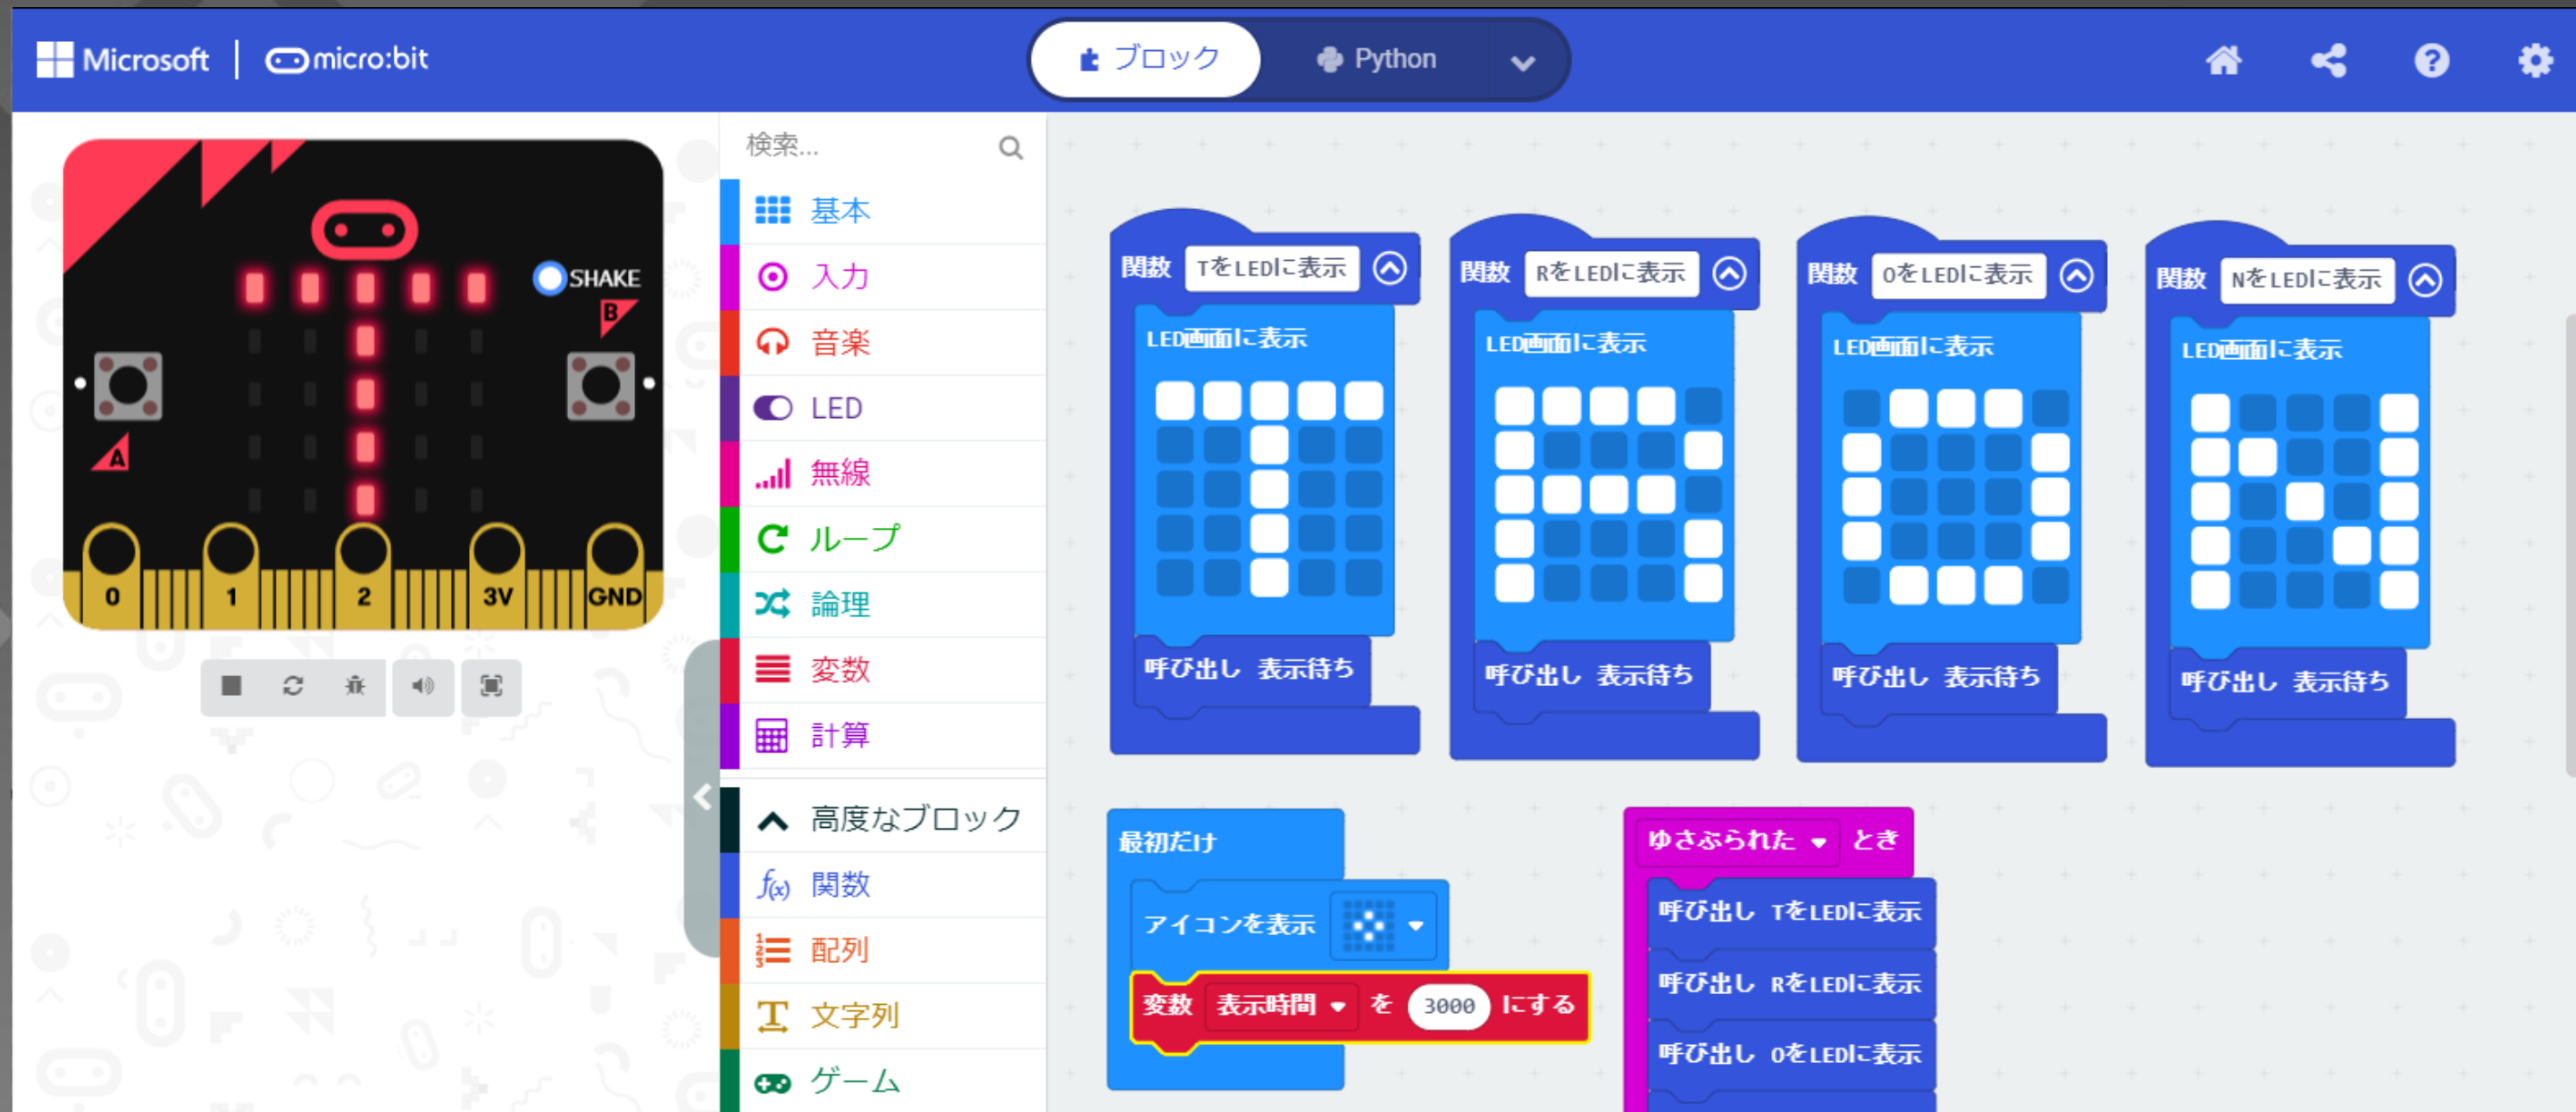 Microsoft | micro:bit
ブロック
Python
検索...
基本
入力
音楽
LED
無線
ループ
論理
変数
計算
高度なブロック
関数
配列
文字列
ゲーム
SHAKE
B
A
0 1 2 3V GND
関数 TをLEDに表示
LED画面に表示
呼び出し 表示待ち
関数 RをLEDに表示
LED画面に表示
呼び出し 表示待ち
関数 OをLEDに表示
LED画面に表示
呼び出し 表示待ち
関数 NをLEDに表示
LED画面に表示
呼び出し 表示待ち
最初だけ
アイコンを表示
変数 表示時間 を 3000 にする
ゆさぶられた とき
呼び出し TをLEDに表示
呼び出し RをLEDに表示
呼び出し OをLEDに表示